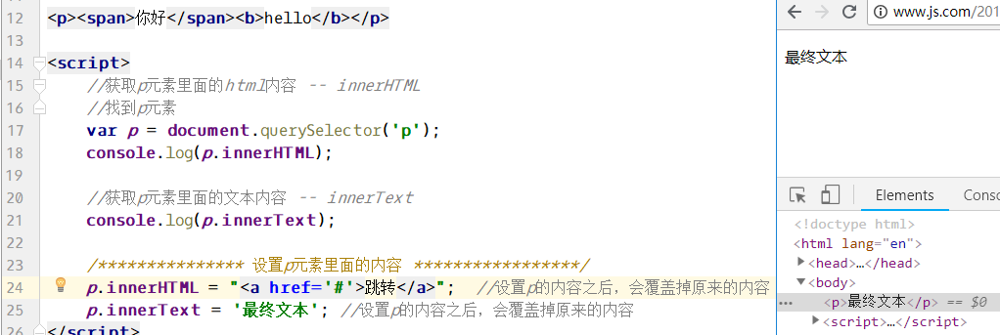 12 <p><span>你好</span><b>hello</b></p>
13
14 <script>
15 //获取p元素里面的html内容 -- innerHTML
16 //找到p元素
17 var p = document.querySelector('p');
18 console.log(p.innerHTML);
19
20 //获取p元素里面的文本内容 -- innerText
21 console.log(p.innerText);
22
23 /*************** 设置p元素里面的内容 *****************/
24 p.innerHTML = "<a href='#'>跳转</a>"; //设置p的内容之后，会覆盖掉原来的内容
25 p.innerText = '最终文本'; //设置p的内容之后，会覆盖掉原来的内容
26 </script>
www.js.com/201
最终文本
Elements Conso
<!doctype html>
<html lang="en">
<head>…</head>
<body>
<p>最终文本</p> == $0
<script>…</script>